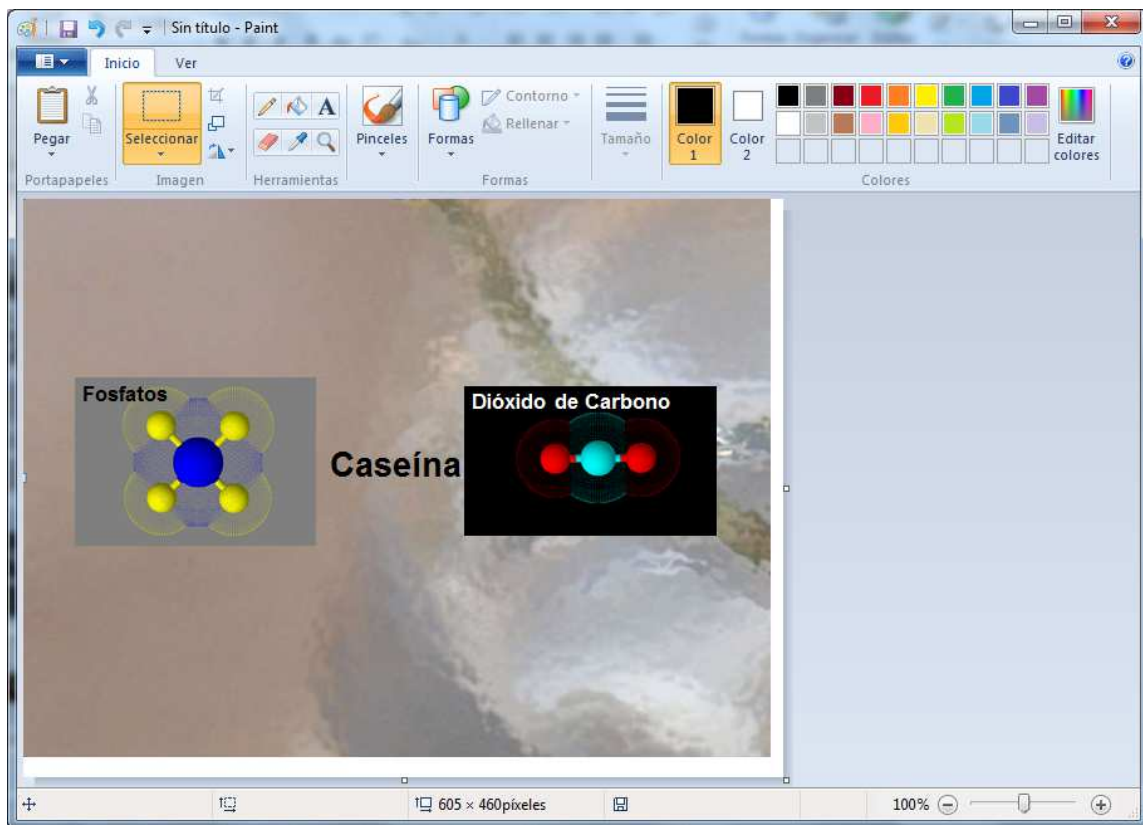 Sin título - Paint
Inicio
Ver
Pegar
Seleccionar
Pinceles
Formas
Contorno
Rellenar
Tamaño
Color
1
Color
2
Editar
colores
Portapapeles
Imagen
Herramientas
Formas
Colores
Fosfatos
Dióxido de Carbono
Caseína
605 × 460píxeles
100%